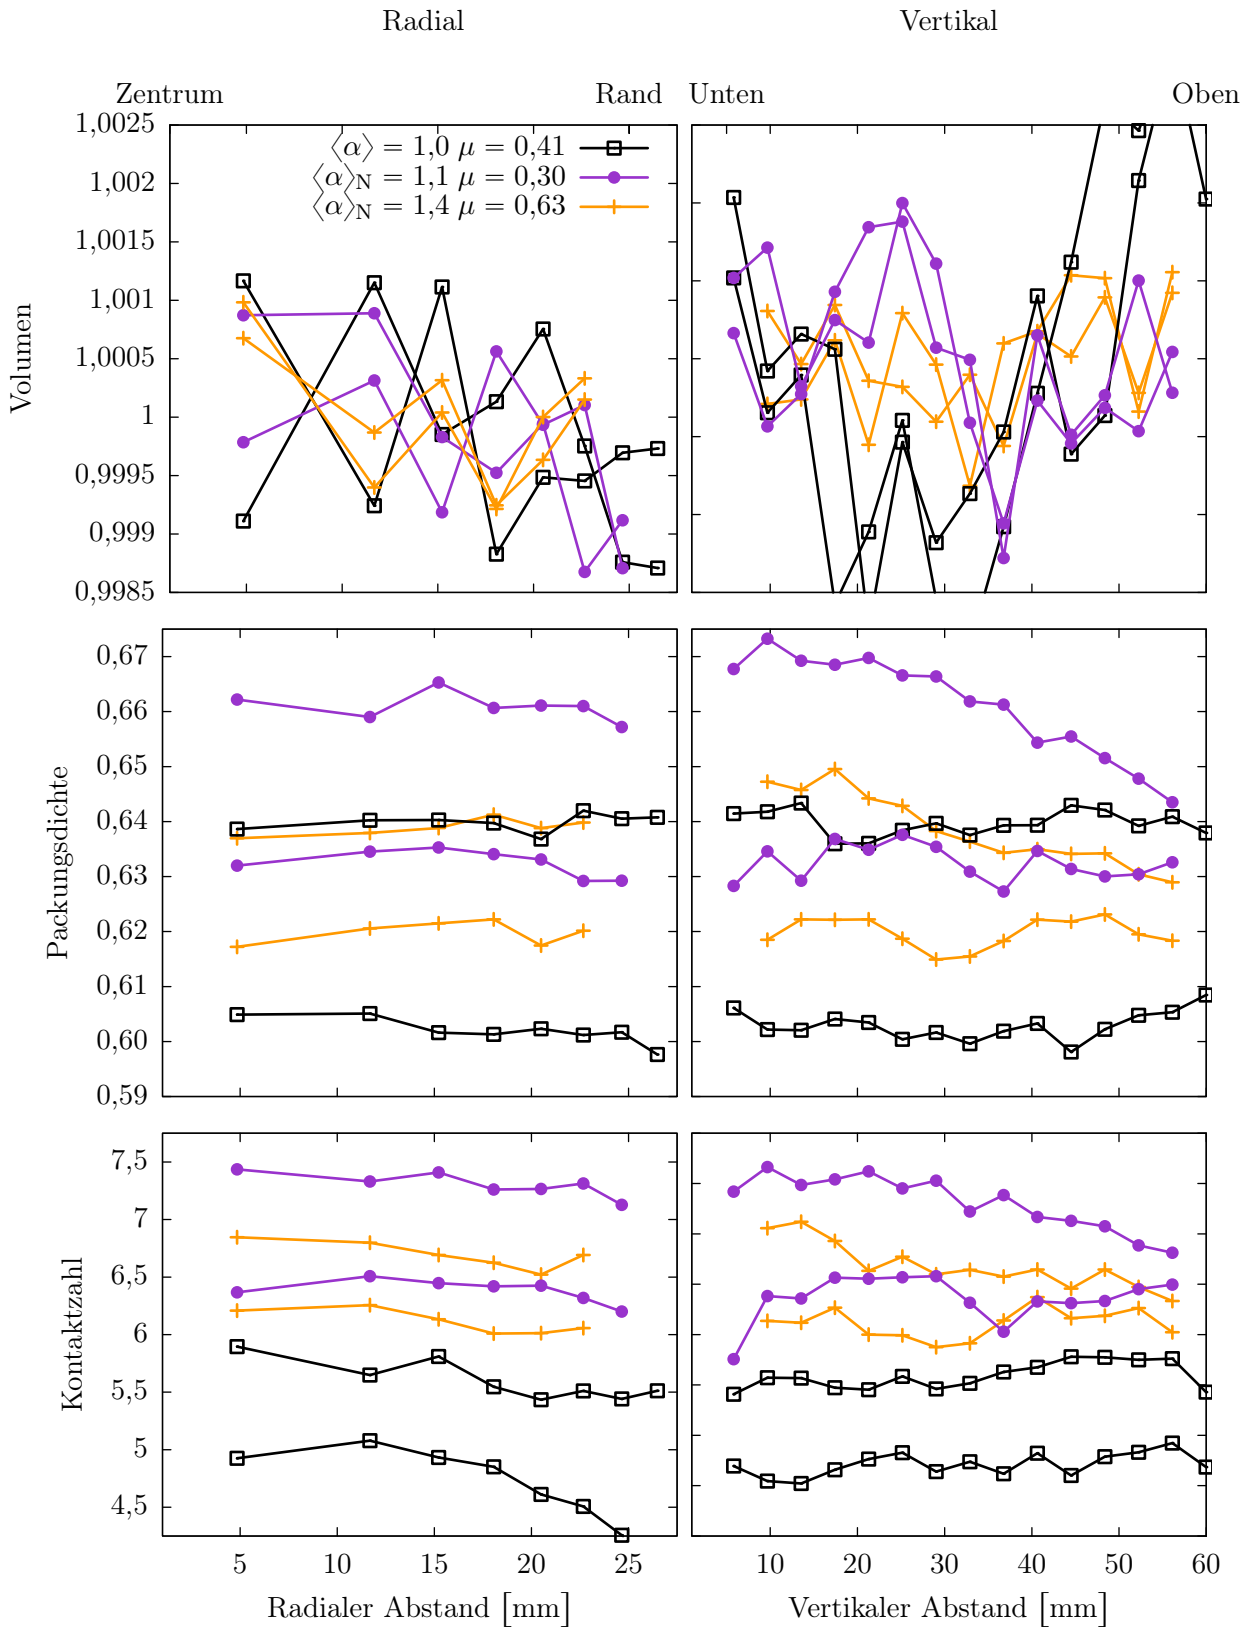 Radial Vertikal
Zentrum Rand Unten Oben
⟨α⟩ = 1,0 μ = 0,41
⟨α⟩N = 1,1 μ = 0,30
⟨α⟩N = 1,4 μ = 0,63
1,0025
1,002
1,0015
1,001
1,0005
1
0,9995
0,999
0,9985
Volumen
0,67
0,66
0,65
0,64
0,63
0,62
0,61
0,60
0,59
Packungsdichte
7,5
7
6,5
6
5,5
5
4,5
Kontaktzahl
5 10 15 20 25 10 20 30 40 50 60
Radialer Abstand [mm] Vertikaler Abstand [mm]